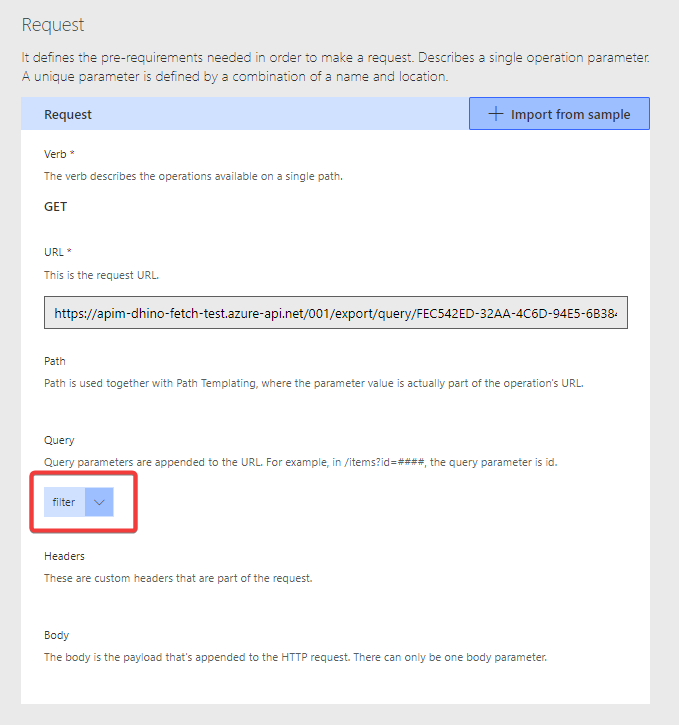 Request
It defines the pre-requirements needed in order to make a request. Describes a single operation parameter.
A unique parameter is defined by a combination of a name and location.
Request
Import from sample
Verb *
The verb describes the operations available on a single path.
GET
URL *
This is the request URL.
https://apim-dhino-fetch-test.azure-api.net/001/export/query/FEC542ED-32AA-4C6D-94E5-6B384
Path
Path is used together with Path Templating, where the parameter value is actually part of the operation's URL.
Query
Query parameters are appended to the URL. For example, in /items?id=####, the query parameter is id.
filter
Headers
These are custom headers that are part of the request.
Body
The body is the payload that's appended to the HTTP request. There can only be one body parameter.